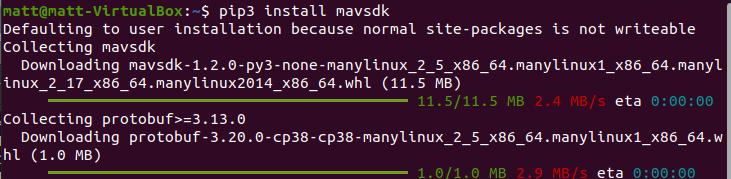 matt@matt-VirtualBox:~$ pip3 install mavsdk
Defaulting to user installation because normal site-packages is not writeable
Collecting mavsdk
  Downloading mavsdk-1.2.0-py3-none-manylinux_2_5_x86_64.manylinux1_x86_64.manyl
inux_2_17_x86_64.manylinux2014_x86_64.whl (11.5 MB)
11.5/11.5 MB 2.4 MB/s eta 0:00:00
Collecting protobuf>=3.13.0
  Downloading protobuf-3.20.0-cp38-cp38-manylinux_2_5_x86_64.manylinux1_x86_64.w
hl (1.0 MB)
1.0/1.0 MB 2.9 MB/s eta 0:00:00